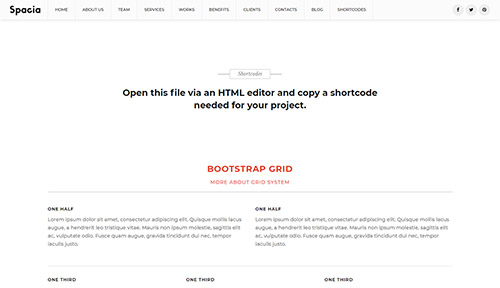 Spacia HOME ABOUT US TEAM SERVICES WORKS BENEFITS CLIENTS CONTACTS BLOG SHORTCODES
Shortcodes
Open this file via an HTML editor and copy a shortcode
needed for your project.
BOOTSTRAP GRID
MORE ABOUT GRID SYSTEM
ONE HALF
Lorem ipsum dolor sit amet, consectetur adipiscing elit. Quisque mollis lacus
augue, a hendrerit leo tristique vitae. Mauris non ipsum molestie, sagittis elit
ac, vulputate odio. Fusce quam augue, gravida tincidunt dui nec, tempor
iaculis justo.
ONE HALF
Lorem ipsum dolor sit amet, consectetur adipiscing elit. Quisque mollis lacus
augue, a hendrerit leo tristique vitae. Mauris non ipsum molestie, sagittis elit
ac, vulputate odio. Fusce quam augue, gravida tincidunt dui nec, tempor
iaculis justo.
ONE THIRD ONE THIRD ONE THIRD